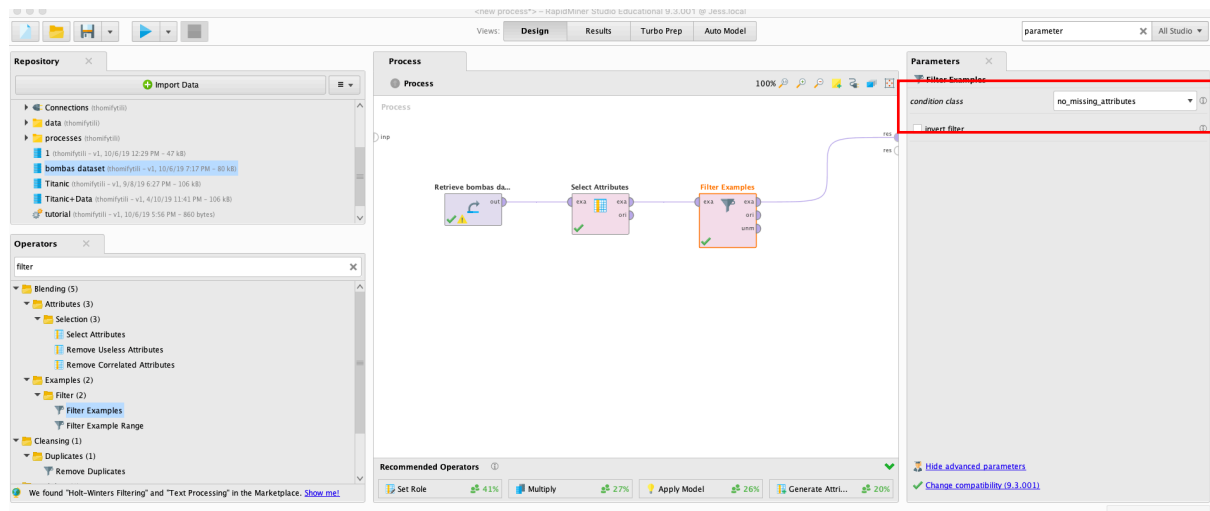 <new process*> – RapidMiner Studio Educational 9.3.001 @ Jess.local
Views: Design Results Turbo Prep Auto Model
parameter
All Studio
Repository
Import Data
Connections (thomifytili)
data (thomifytili)
processes (thomifytili)
1 (thomifytili – v1, 10/6/19 12:29 PM – 47 kB)
bombas dataset (thomifytili – v1, 10/6/19 7:17 PM – 80 kB)
Titanic (thomifytili – v1, 9/8/19 6:27 PM – 106 kB)
Titanic+Data (thomifytili – v1, 4/10/19 11:41 PM – 106 kB)
tutorial (thomifytili – v1, 10/6/19 5:56 PM – 860 bytes)
Operators
filter
Blending (5)
Attributes (3)
Selection (3)
Select Attributes
Remove Useless Attributes
Remove Correlated Attributes
Examples (2)
Filter (2)
Filter Examples
Filter Example Range
Cleansing (1)
Duplicates (1)
Remove Duplicates
We found "Holt-Winters Filtering" and "Text Processing" in the Marketplace. Show me!
Process
Process
100%
Process
inp
res
res
Retrieve bombas da...
out
Select Attributes
exa exa
ori
Filter Examples
exa exa
ori
unm
Recommended Operators
Set Role 41%
Multiply 27%
Apply Model 26%
Generate Attri... 20%
Parameters
Filter Examples
condition class
no_missing_attributes
invert filter
Hide advanced parameters
Change compatibility (9.3.001)